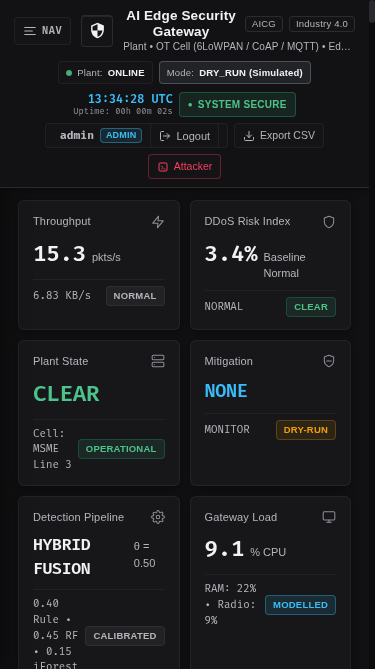 NAV
AI Edge Security Gateway
AICG
Industry 4.0
Plant • OT Cell (6LoWPAN / CoAP / MQTT) • Ed…
Plant: ONLINE
Mode: DRY_RUN (Simulated)
13:34:28 UTC
Uptime: 00h 00m 02s
SYSTEM SECURE
admin
ADMIN
Logout
Export CSV
Attacker
Throughput
15.3 pkts/s
6.83 KB/s
NORMAL
DDoS Risk Index
3.4% Baseline
Normal
NORMAL
CLEAR
Plant State
CLEAR
Cell:
MSME
Line 3
OPERATIONAL
Mitigation
NONE
MONITOR
DRY-RUN
Detection Pipeline
HYBRID
FUSION
θ =
0.50
0.40
Rule •
0.45 RF
• 0.15
iForest
CALIBRATED
Gateway Load
9.1 % CPU
RAM: 22%
• Radio:
9%
MODELLED